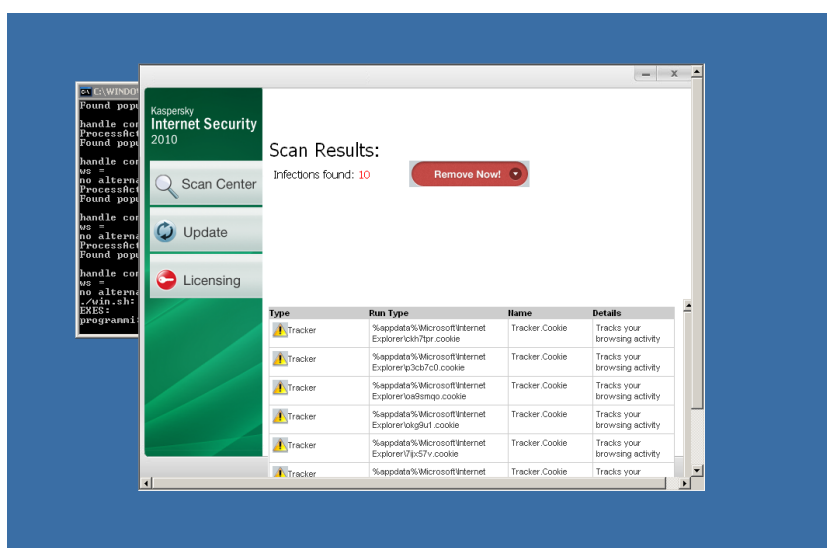 C:\WINDO
Found popu
handle con
ProcessAct
Found popu
handle con
ws =
no alterna
ProcessAct
Found popu
handle con
ws =
no alterna
ProcessAct
Found popu
handle con
ws =
no alterna
./win.sh:
EXES:
programmi
Kaspersky
Internet Security
2010
Scan Center
Update
Licensing
Scan Results:
Infections found: 10
Remove Now!
Type Run Type Name Details
Tracker %appdata%\Microsoft\Internet Tracker.Cookie Tracks your
Explorer\ckh7tpr.cookie browsing activity
Tracker %appdata%\Microsoft\Internet Tracker.Cookie Tracks your
Explorer\p3cb7c0.cookie browsing activity
Tracker %appdata%\Microsoft\Internet Tracker.Cookie Tracks your
Explorer\oa9smqo.cookie browsing activity
Tracker %appdata%\Microsoft\Internet Tracker.Cookie Tracks your
Explorer\okg9u1.cookie browsing activity
Tracker %appdata%\Microsoft\Internet Tracker.Cookie Tracks your
Explorer\7ijx57v.cookie browsing activity
Tracker %appdata%\Microsoft\Internet Tracker.Cookie Tracks your